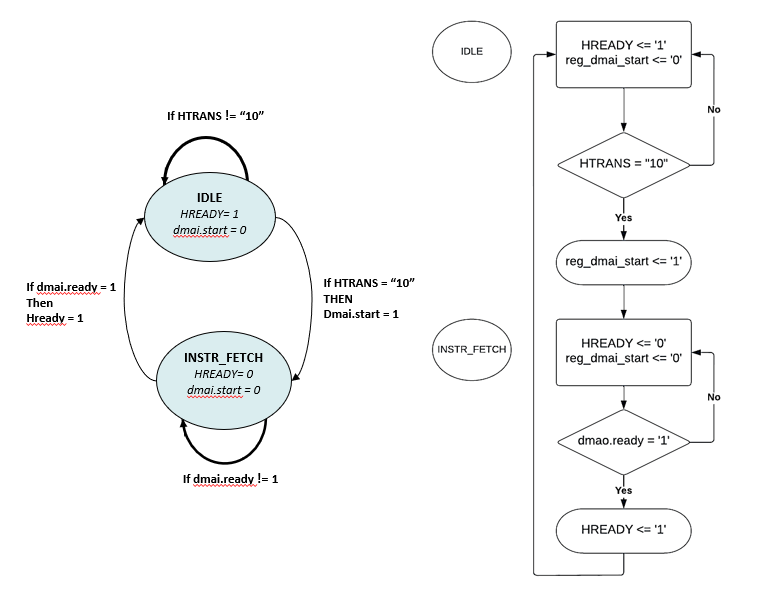 If HTRANS != “10”
IDLE
HREADY= 1
dmai.start = 0
If dmai.ready = 1
Then
Hready = 1
If HTRANS = “10”
THEN
Dmai.start = 1
INSTR_FETCH
HREADY= 0
dmai.start = 0
If dmai.ready != 1
IDLE
HREADY <= '1'
reg_dmai_start <= '0'
No
HTRANS = "10"
Yes
reg_dmai_start <= '1'
INSTR_FETCH
HREADY <= '0'
reg_dmai_start <= '0'
No
dmao.ready = '1'
Yes
HREADY <= '1'